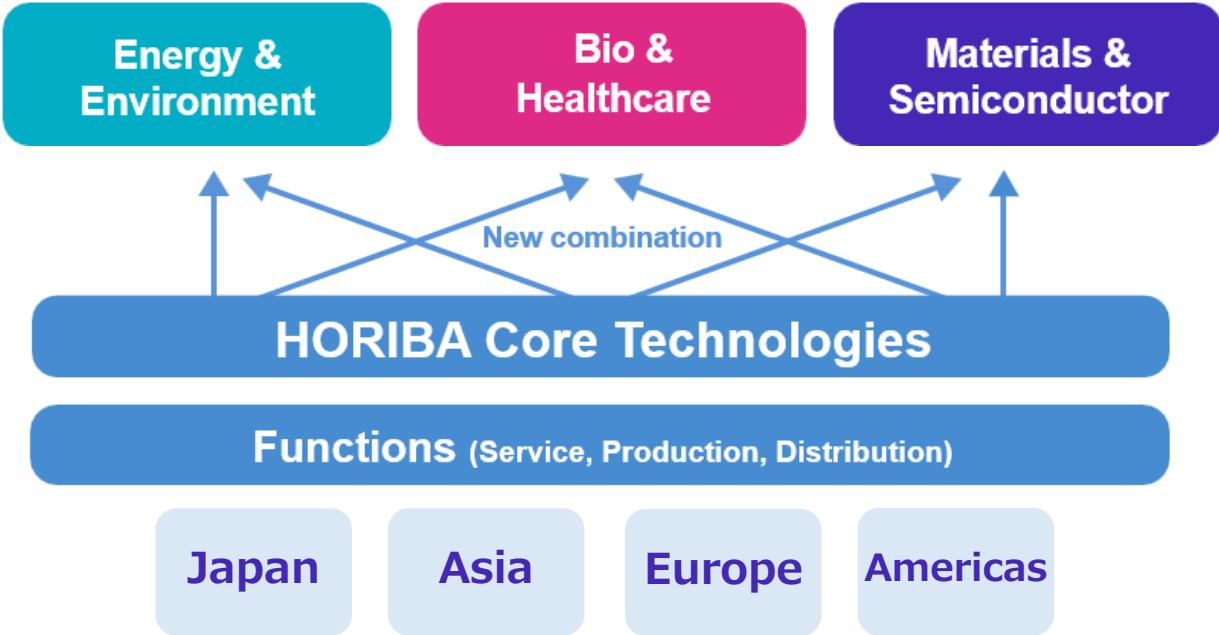 Energy &
Environment
Bio &
Healthcare
Materials &
Semiconductor
New combination
HORIBA Core Technologies
Functions (Service, Production, Distribution)
Japan
Asia
Europe
Americas